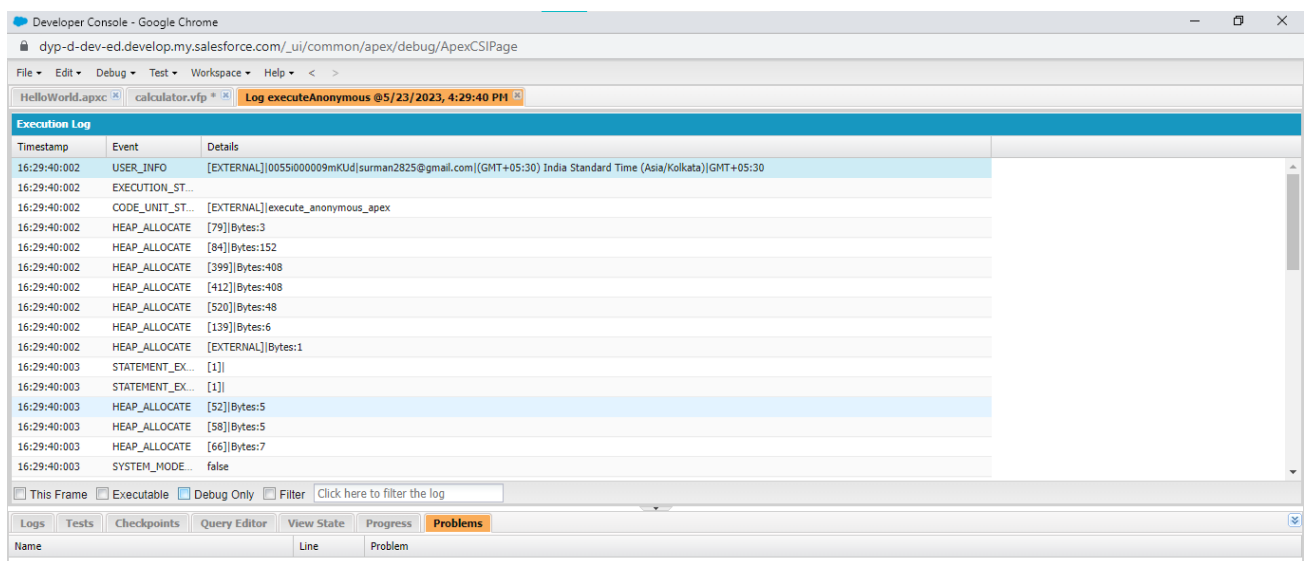 Developer Console - Google Chrome
dyp-d-dev-ed.develop.my.salesforce.com/_ui/common/apex/debug/ApexCSIPage
File Edit Debug Test Workspace Help < >
HelloWorld.apxc calculator.vfp * Log executeAnonymous @5/23/2023, 4:29:40 PM
Execution Log
Timestamp Event Details
16:29:40:002 USER_INFO [EXTERNAL]|0055i000009mKUd|surman2825@gmail.com|(GMT+05:30) India Standard Time (Asia/Kolkata)|GMT+05:30
16:29:40:002 EXECUTION_ST...
16:29:40:002 CODE_UNIT_ST... [EXTERNAL]|execute_anonymous_apex
16:29:40:002 HEAP_ALLOCATE [79]|Bytes:3
16:29:40:002 HEAP_ALLOCATE [84]|Bytes:152
16:29:40:002 HEAP_ALLOCATE [399]|Bytes:408
16:29:40:002 HEAP_ALLOCATE [412]|Bytes:408
16:29:40:002 HEAP_ALLOCATE [520]|Bytes:48
16:29:40:002 HEAP_ALLOCATE [139]|Bytes:6
16:29:40:002 HEAP_ALLOCATE [EXTERNAL]|Bytes:1
16:29:40:003 STATEMENT_EX... [1]|
16:29:40:003 STATEMENT_EX... [1]|
16:29:40:003 HEAP_ALLOCATE [52]|Bytes:5
16:29:40:003 HEAP_ALLOCATE [58]|Bytes:5
16:29:40:003 HEAP_ALLOCATE [66]|Bytes:7
16:29:40:003 SYSTEM_MODE... false
This Frame Executable Debug Only Filter Click here to filter the log
Logs Tests Checkpoints Query Editor View State Progress Problems
Name Line Problem